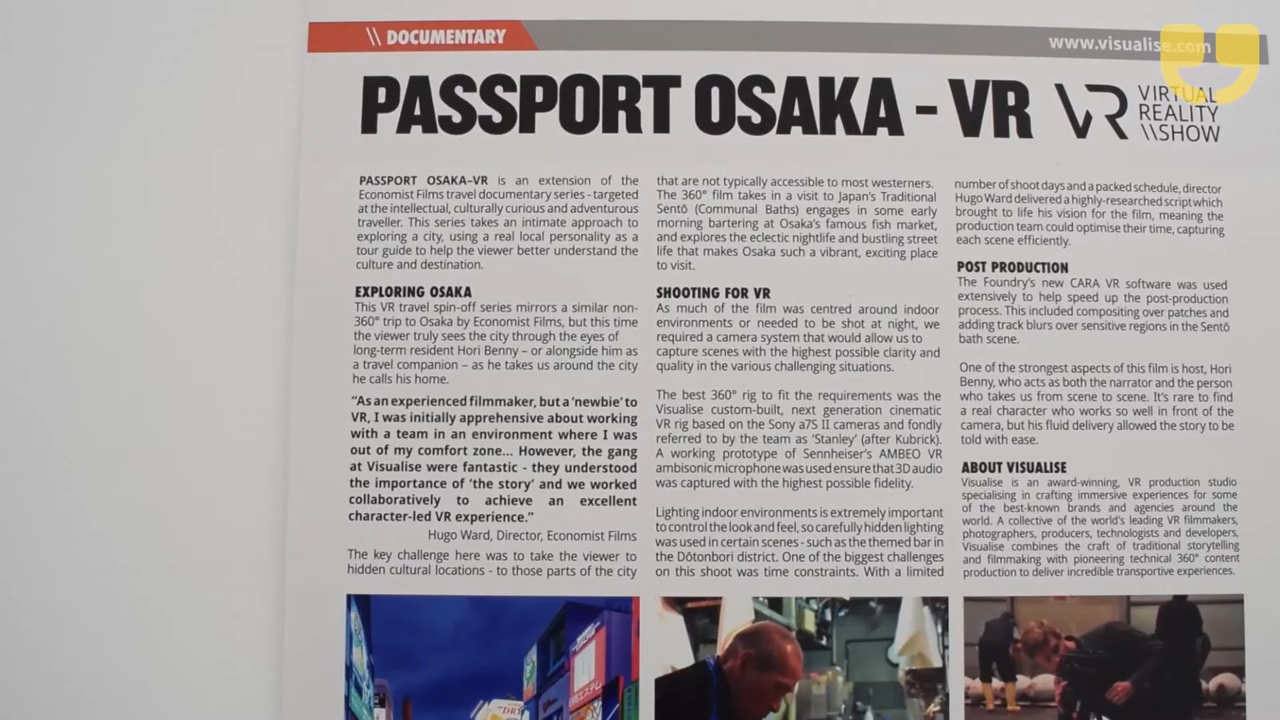 \\ DOCUMENTARY
www.visualise.com
PASSPORT OSAKA - VR
VR VIRTUAL
REALITY
\\SHOW
PASSPORT OSAKA–VR is an extension of the
Economist Films travel documentary series - targeted
at the intellectual, culturally curious and adventurous
traveller. This series takes an intimate approach to
exploring a city, using a real local personality as a
tour guide to help the viewer better understand the
culture and destination.
EXPLORING OSAKA
This VR travel spin-off series mirrors a similar non-
360° trip to Osaka by Economist Films, but this time
the viewer truly sees the city through the eyes of
long-term resident Hori Benny – or alongside him as
a travel companion – as he takes us around the city
he calls his home.
“As an experienced filmmaker, but a ‘newbie’ to
VR, I was initially apprehensive about working
with a team in an environment where I was
out of my comfort zone... However, the gang
at Visualise were fantastic - they understood
the importance of ‘the story’ and we worked
collaboratively to achieve an excellent
character-led VR experience.”
Hugo Ward, Director, Economist Films
The key challenge here was to take the viewer to
hidden cultural locations - to those parts of the city
that are not typically accessible to most westerners.
The 360° film takes in a visit to Japan’s Traditional
Sentō (Communal Baths) engages in some early
morning bartering at Osaka’s famous fish market,
and explores the eclectic nightlife and bustling street
life that makes Osaka such a vibrant, exciting place
to visit.
SHOOTING FOR VR
As much of the film was centred around indoor
environments or needed to be shot at night, we
required a camera system that would allow us to
capture scenes with the highest possible clarity and
quality in the various challenging situations.
The best 360° rig to fit the requirements was the
Visualise custom-built, next generation cinematic
VR rig based on the Sony a7S II cameras and fondly
referred to by the team as ‘Stanley’ (after Kubrick).
A working prototype of Sennheiser’s AMBEO VR
ambisonic microphone was used ensure that 3D audio
was captured with the highest possible fidelity.
Lighting indoor environments is extremely important
to control the look and feel, so carefully hidden lighting
was used in certain scenes - such as the themed bar in
the Dōtonbori district. One of the biggest challenges
on this shoot was time constraints. With a limited
number of shoot days and a packed schedule, director
Hugo Ward delivered a highly-researched script which
brought to life his vision for the film, meaning the
production team could optimise their time, capturing
each scene efficiently.
POST PRODUCTION
The Foundry’s new CARA VR software was used
extensively to help speed up the post-production
process. This included compositing over patches and
adding track blurs over sensitive regions in the Sentō
bath scene.
One of the strongest aspects of this film is host, Hori
Benny, who acts as both the narrator and the person
who takes us from scene to scene. It’s rare to find
a real character who works so well in front of the
camera, but his fluid delivery allowed the story to be
told with ease.
ABOUT VISUALISE
Visualise is an award-winning, VR production studio
specialising in crafting immersive experiences for some
of the best-known brands and agencies around the
world. A collective of the world’s leading VR filmmakers,
photographers, producers, technologists and developers,
Visualise combines the craft of traditional storytelling
and filmmaking with pioneering technical 360° content
production to deliver incredible transportive experiences.